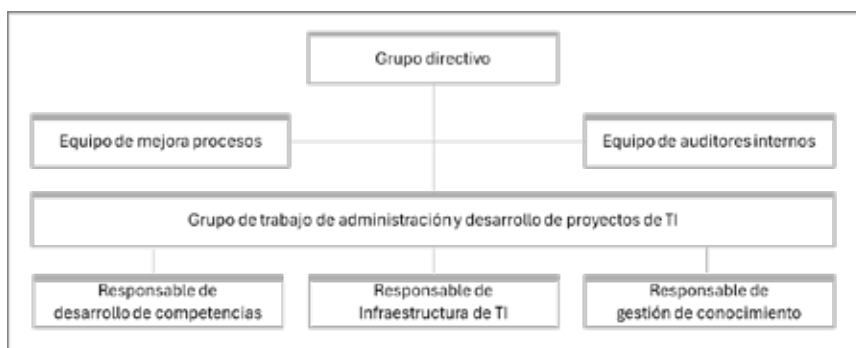 Grupo directivo
Equipo de mejora procesos
Equipo de auditores internos
Grupo de trabajo de administración y desarrollo de proyectos de TI
Responsable de
desarrollo de competencias
Responsable de
Infraestructura de TI
Responsable de
gestión de conocimiento